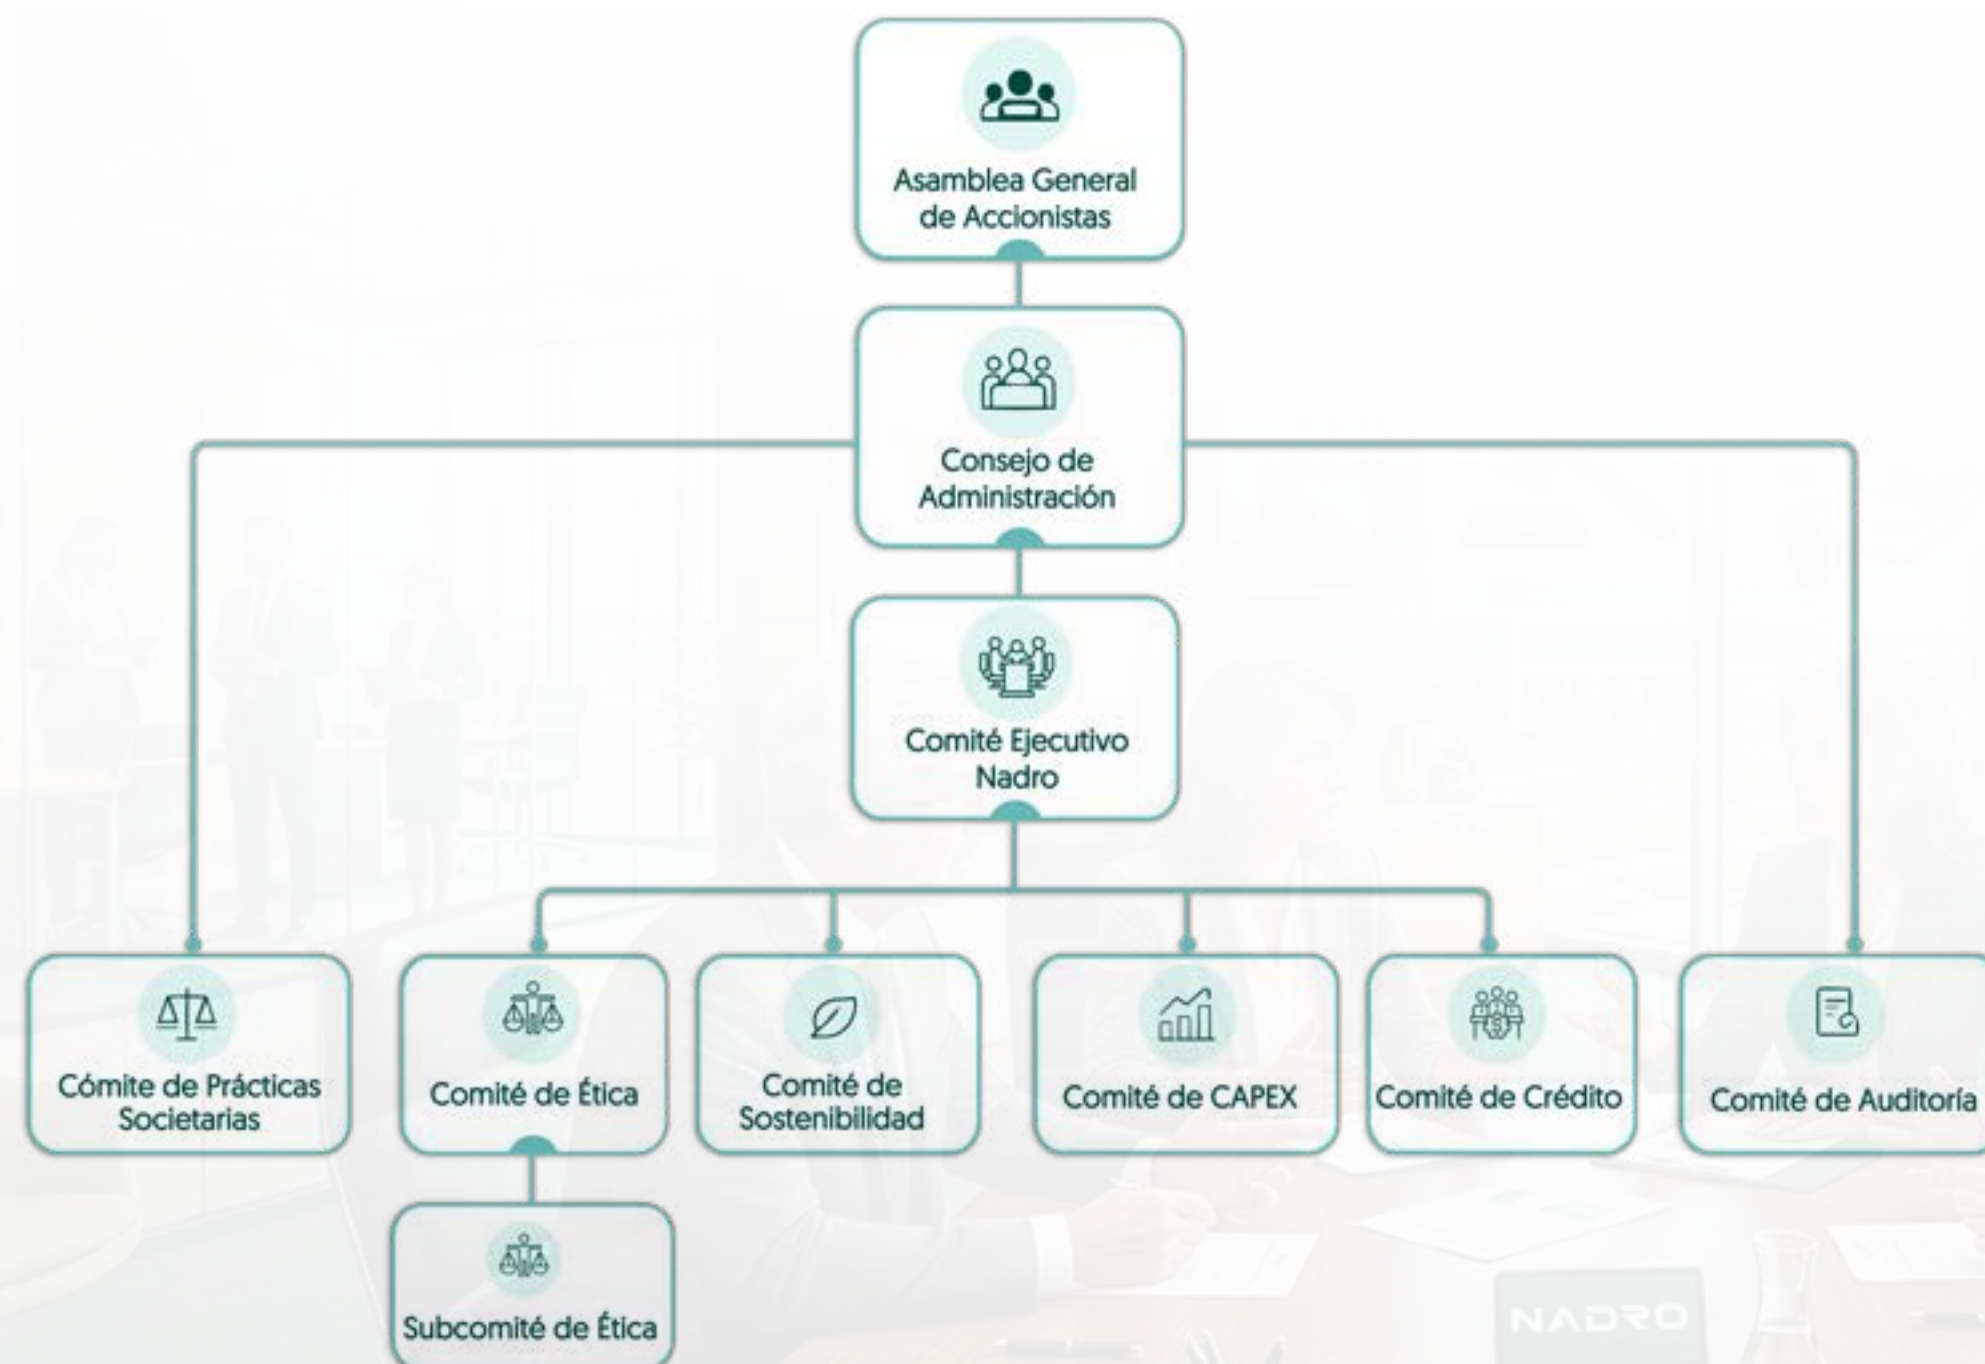 Asamblea General
de Accionistas
Consejo de
Administración
Comité Ejecutivo
Nadro
Cómite de Prácticas
Societarias
Comité de Ética
Comité de
Sostenibilidad
Comité de CAPEX
Comité de Crédito
Comité de Auditoría
Subcomité de Ética
NADRO